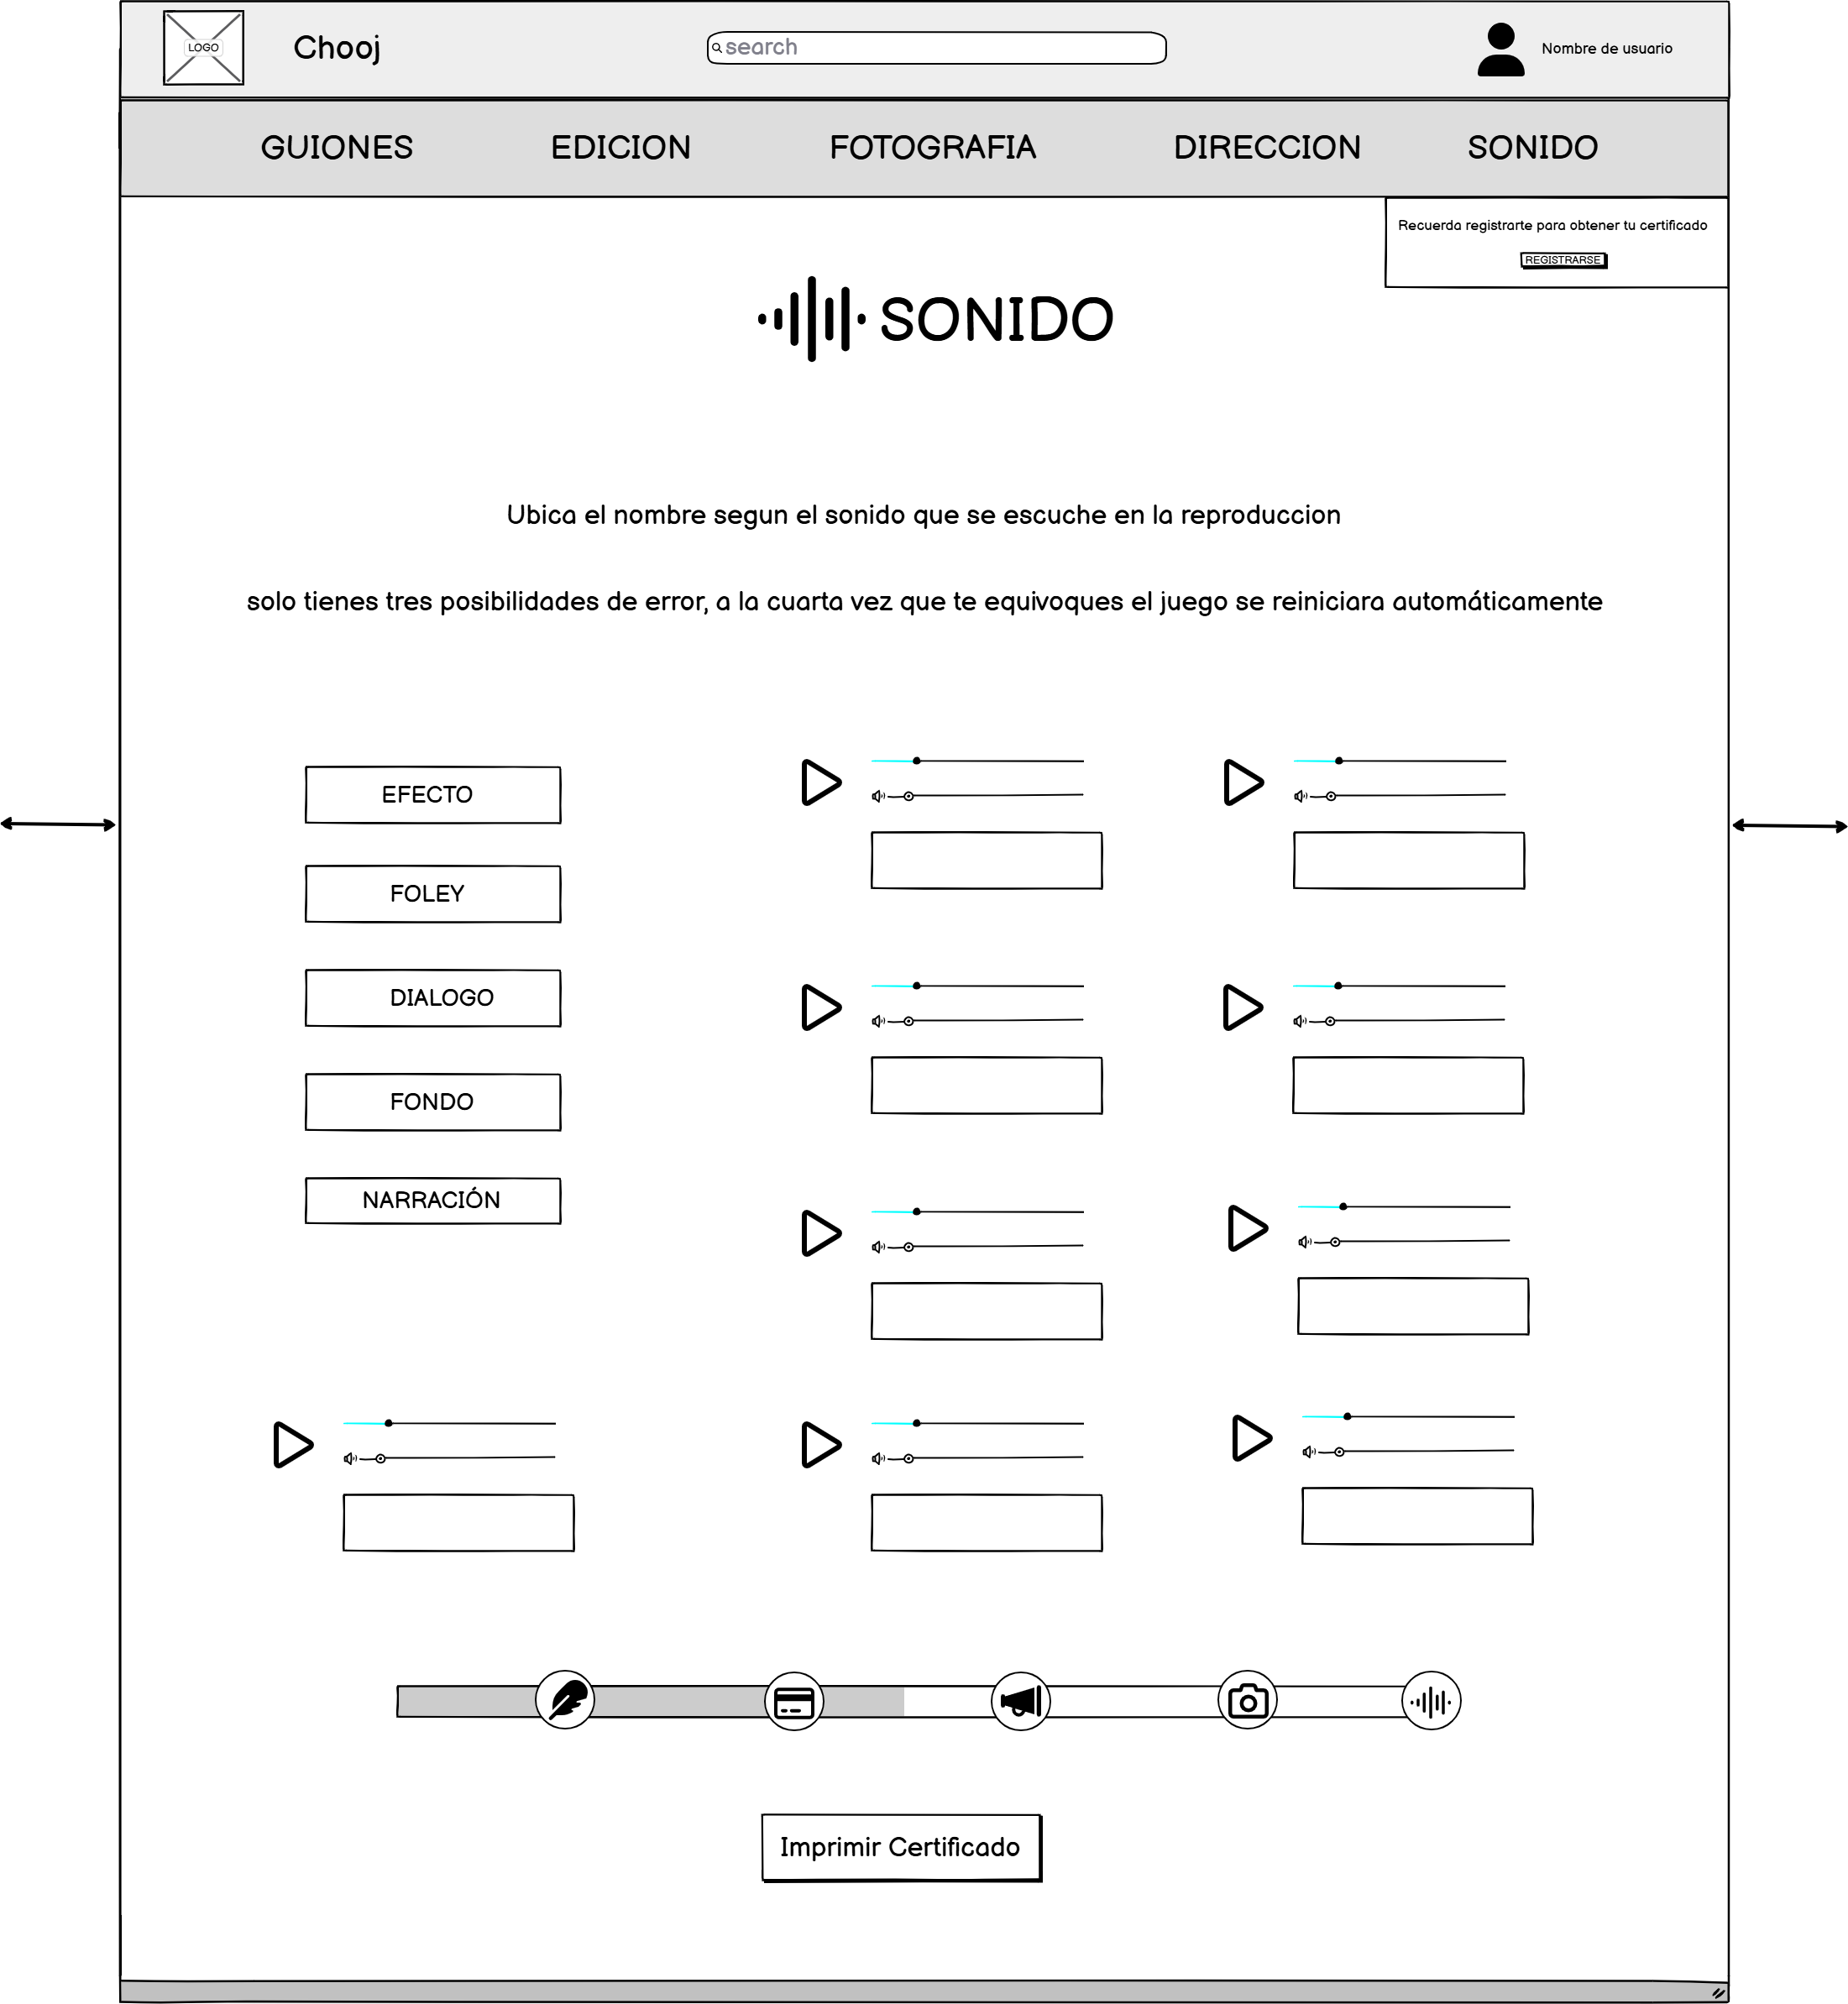 LOGO
Chooj
search
Nombre de usuario
GUIONES
EDICION
FOTOGRAFIA
DIRECCION
SONIDO
Recuerda registrarte para obtener tu certificado
REGISTRARSE
SONIDO
Ubica el nombre segun el sonido que se escuche en la reproduccion
solo tienes tres posibilidades de error, a la cuarta vez que te equivoques el juego se reiniciara automáticamente
EFECTO
FOLEY
DIALOGO
FONDO
NARRACIÓN
Imprimir Certificado